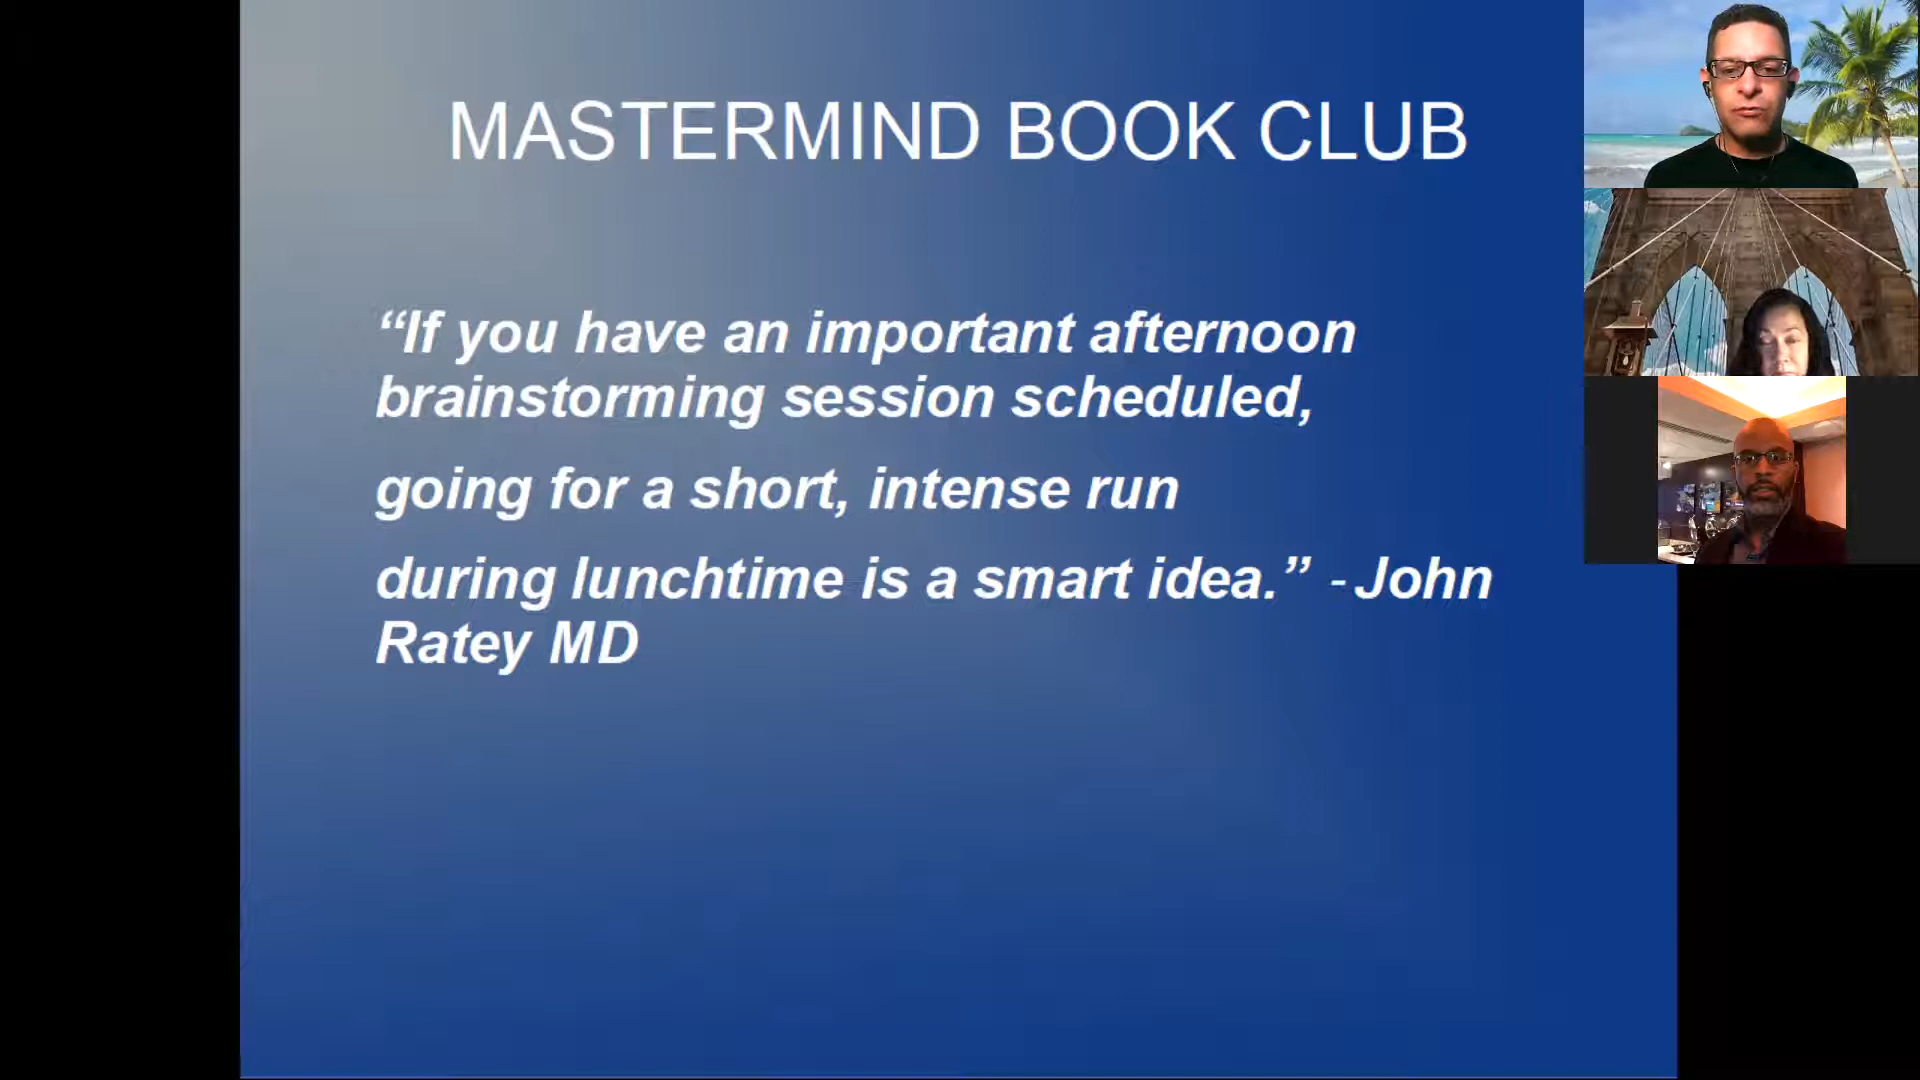 MASTERMIND BOOK CLUB
“If you have an important afternoon
brainstorming session scheduled,
going for a short, intense run
during lunchtime is a smart idea.” - John
Ratey MD